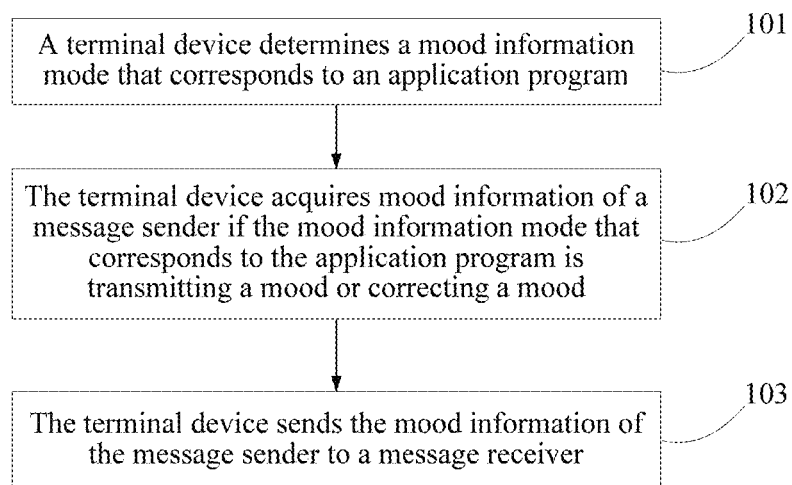 A terminal device determines a mood information
mode that corresponds to an application program
101
The terminal device acquires mood information of a
message sender if the mood information mode that
corresponds to the application program is
transmitting a mood or correcting a mood
102
The terminal device sends the mood information of
the message sender to a message receiver
103